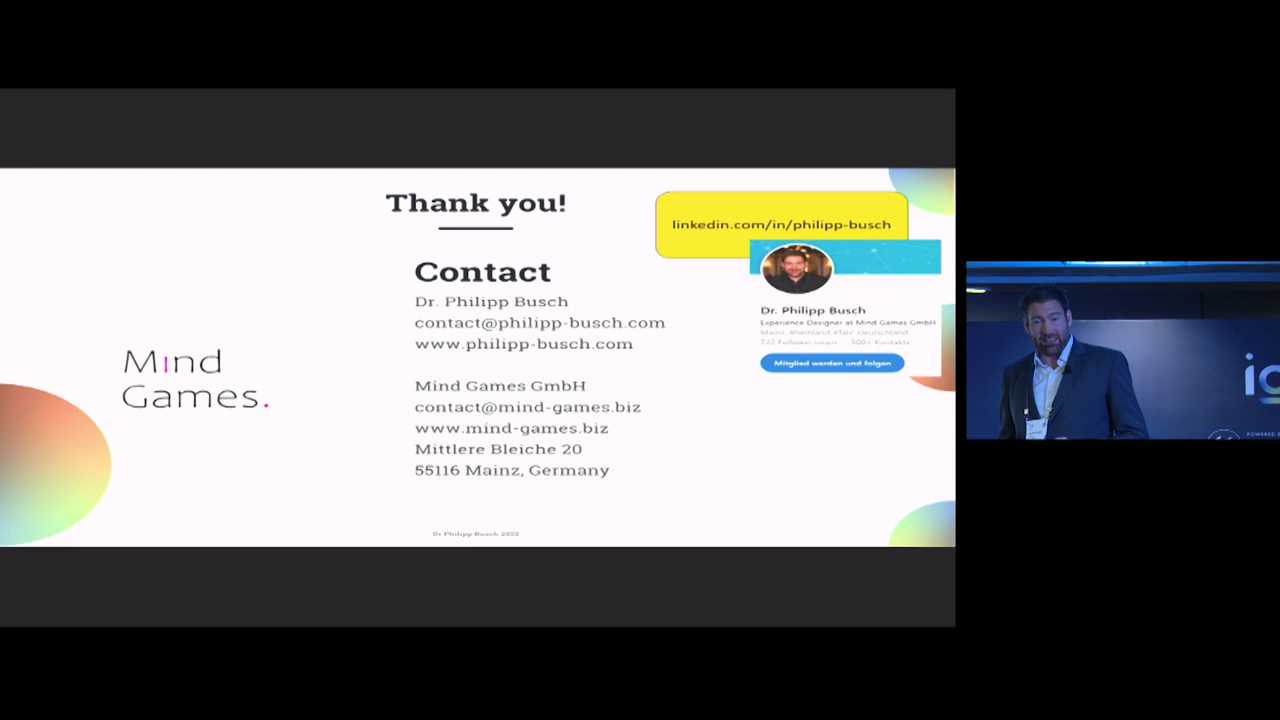 Thank you!
linkedin.com/in/philipp-busch
Contact
Dr. Philipp Busch
contact@philipp-busch.com
www.philipp-busch.com
Mind Games GmbH
contact@mind-games.biz
www.mind-games.biz
Mittlere Bleiche 20
55116 Mainz, Germany
Mind
Games.
Dr. Philipp Busch
Experience Designer at Mind Games GmbH
Mainz, Rheinland-Pfalz, Deutschland
722 Follower:innen 500+ Kontakte
Mitglied werden und folgen
Dr Philipp Busch 2022
POWERED